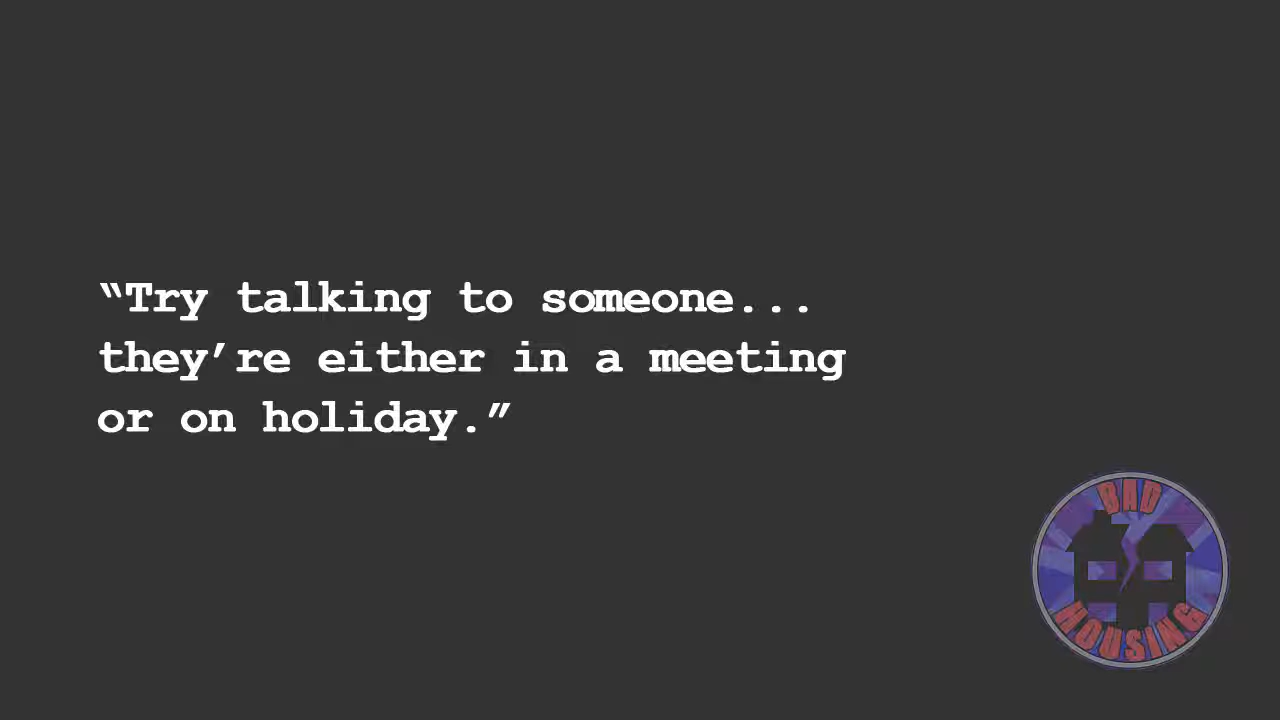 “Try talking to someone...
they’re either in a meeting
or on holiday.”
BAD
HOUSING